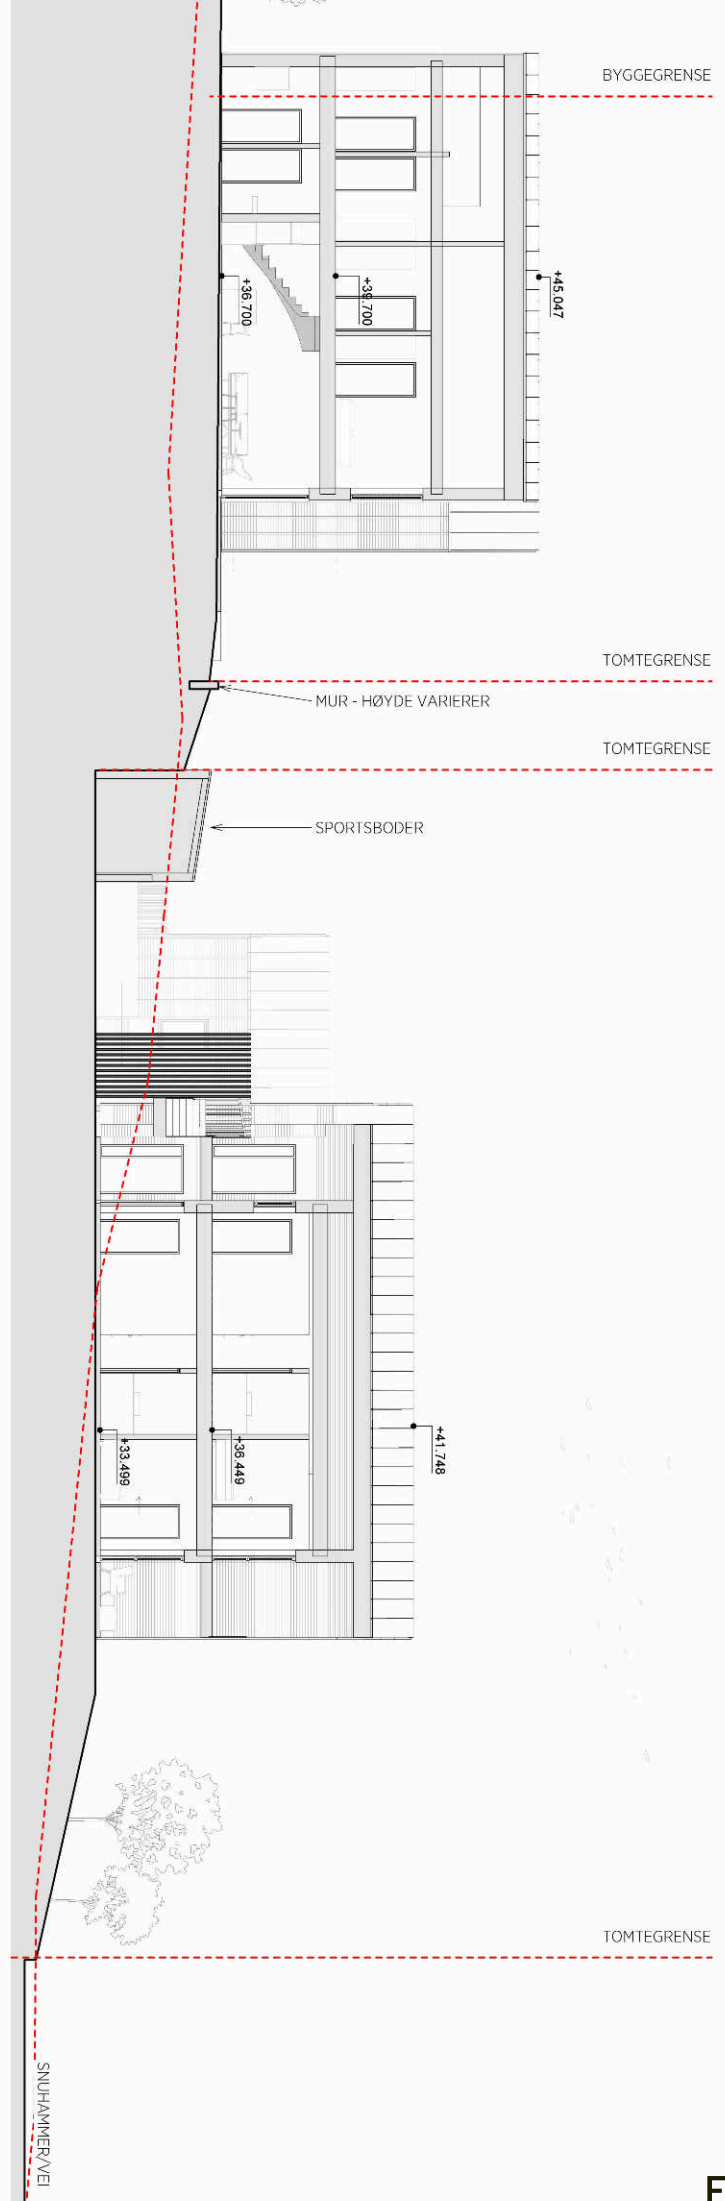 BYGGEGRENSE
+36.700
+39.700
+45.047
TOMTEGRENSE
MUR - HØYDE VARIERER
TOMTEGRENSE
SPORTSBODER
+33.499
+36.449
+41.748
TOMTEGRENSE
SNUHAMMER/VEI